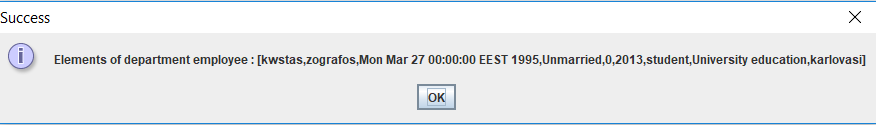 Success
Elements of department employee : [kwstas,zografos,Mon Mar 27 00:00:00 EEST 1995,Unmarried,0,2013,student,University education,karlovasi]
OK